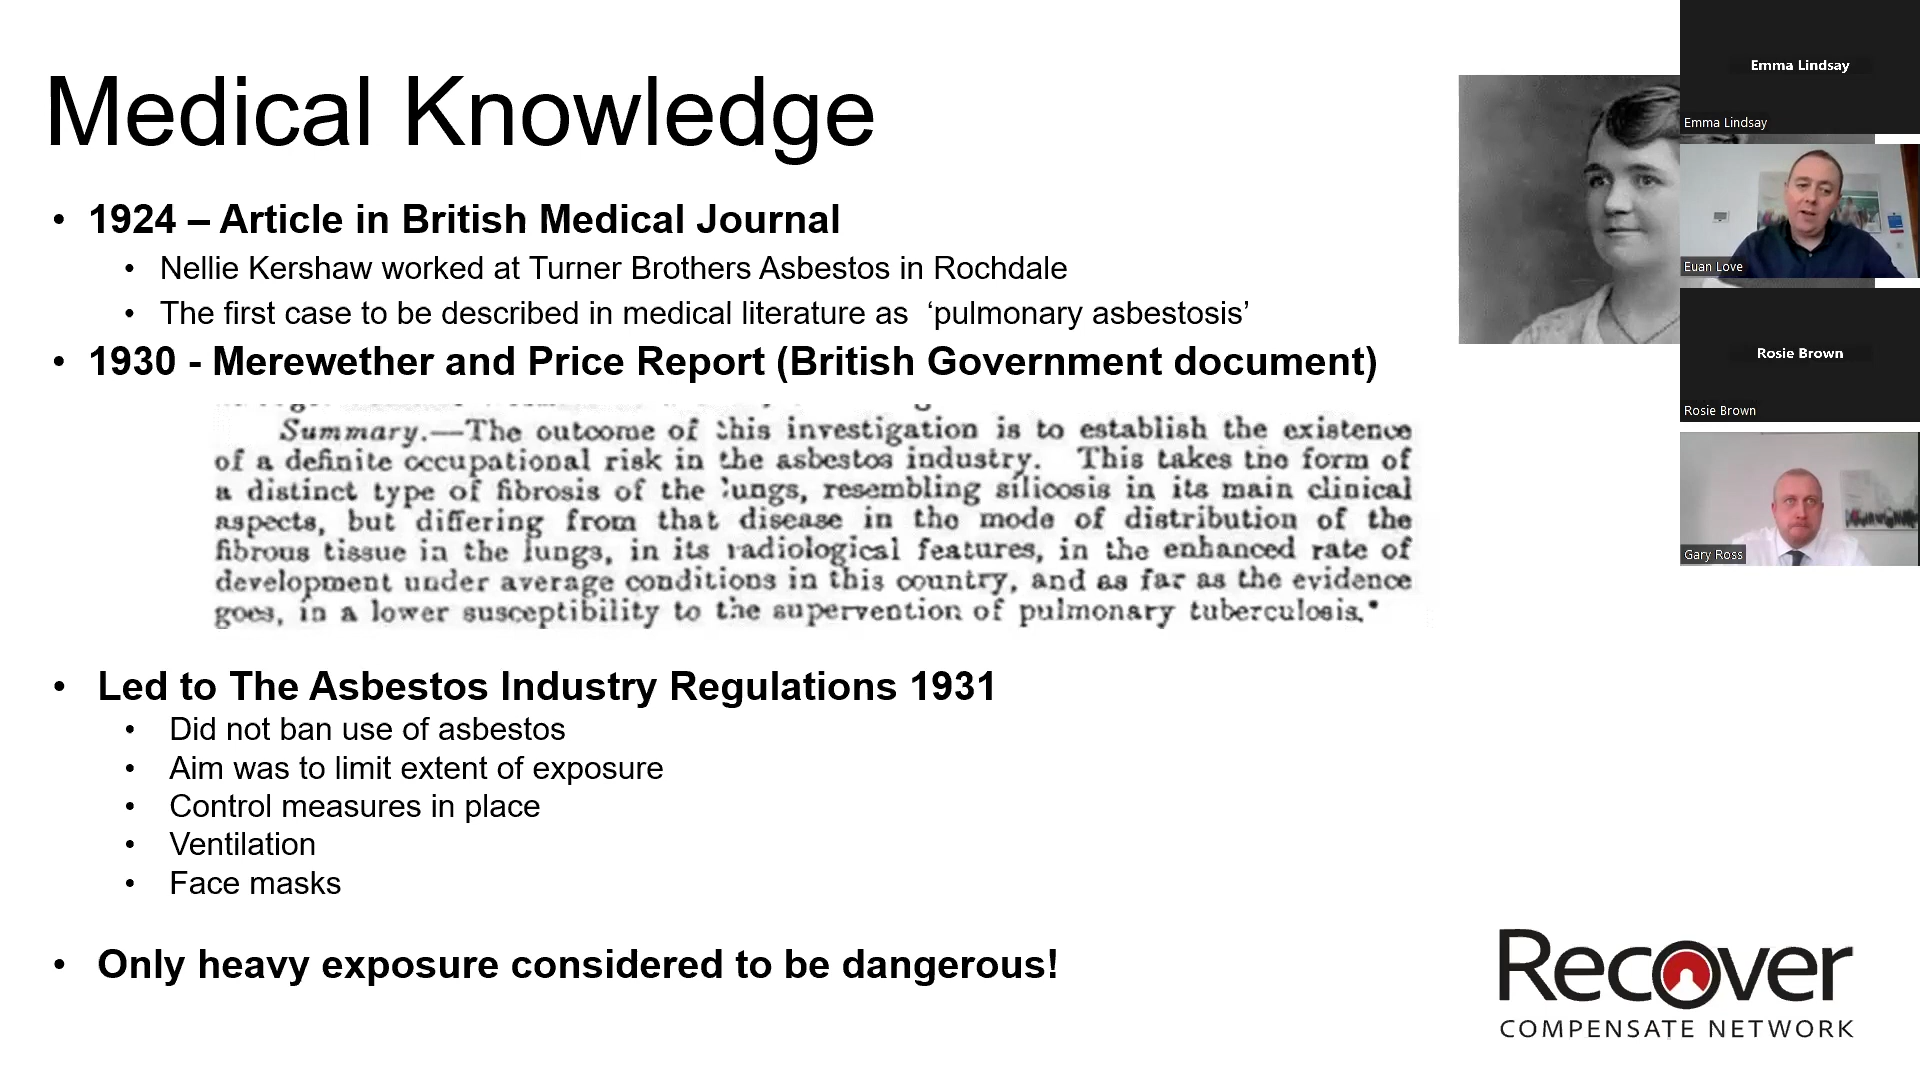 Medical Knowledge
• 1924 – Article in British Medical Journal
• Nellie Kershaw worked at Turner Brothers Asbestos in Rochdale
• The first case to be described in medical literature as ‘pulmonary asbestosis’
• 1930 - Merewether and Price Report (British Government document)
Summary.—The outcome of this investigation is to establish the existence
of a definite occupational risk in the asbestos industry. This takes the form of
a distinct type of fibrosis of the lungs, resembling silicosis in its main clinical
aspects, but differing from that disease in the mode of distribution of the
fibrous tissue in the lungs, in its radiological features, in the enhanced rate of
development under average conditions in this country, and as far as the evidence
goes, in a lower susceptibility to the supervention of pulmonary tuberculosis.*
• Led to The Asbestos Industry Regulations 1931
• Did not ban use of asbestos
• Aim was to limit extent of exposure
• Control measures in place
• Ventilation
• Face masks
• Only heavy exposure considered to be dangerous!
Emma Lindsay
Emma Lindsay
Euan Love
Rosie Brown
Rosie Brown
Gary Ross
Recover
COMPENSATE NETWORK